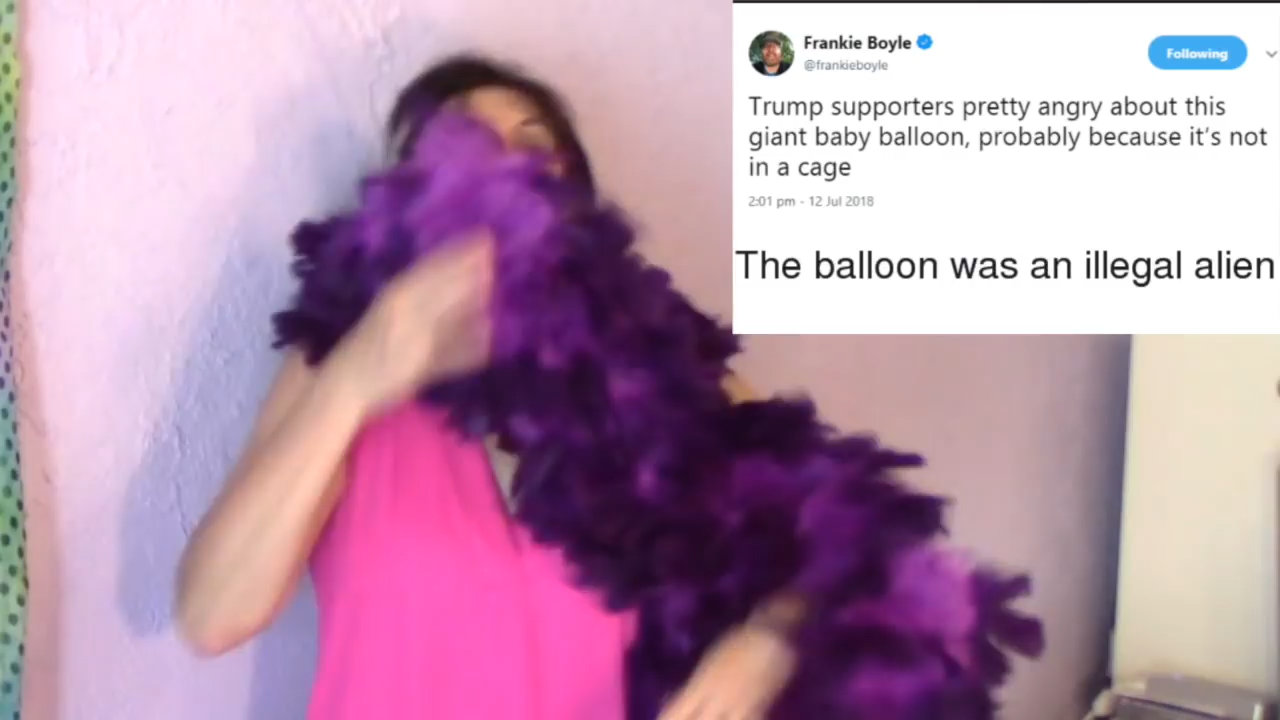 Frankie Boyle
@frankieboyle
Following
Trump supporters pretty angry about this
giant baby balloon, probably because it’s not
in a cage
2:01 pm - 12 Jul 2018
The balloon was an illegal alien